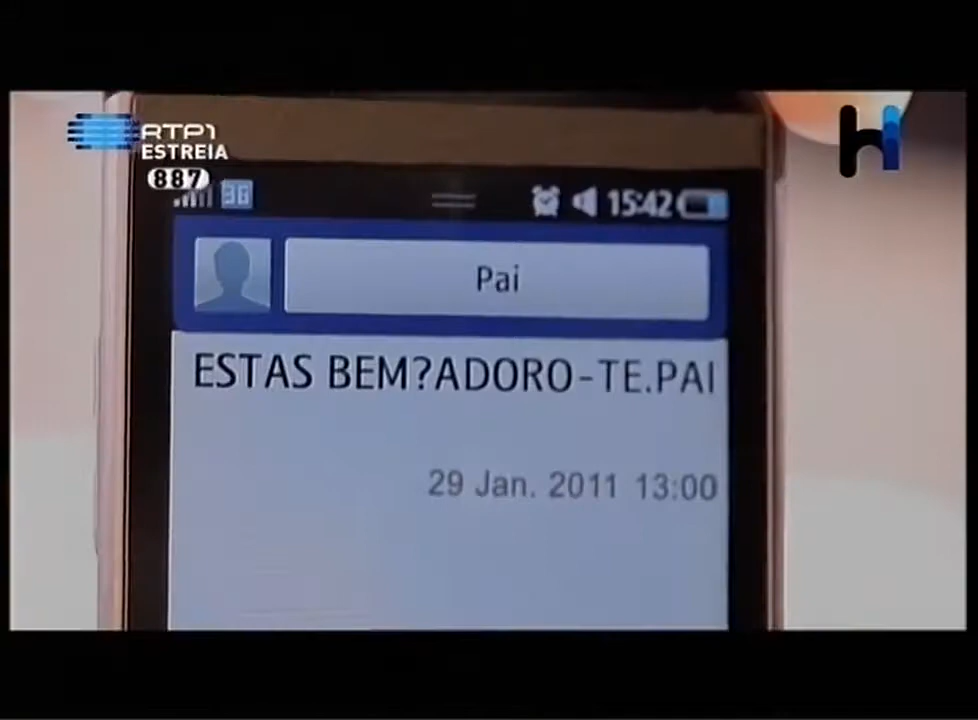 RTP1
ESTREIA
887
3G 15:42
Pai
ESTAS BEM?ADORO-TE.PAI
29 Jan. 2011 13:00